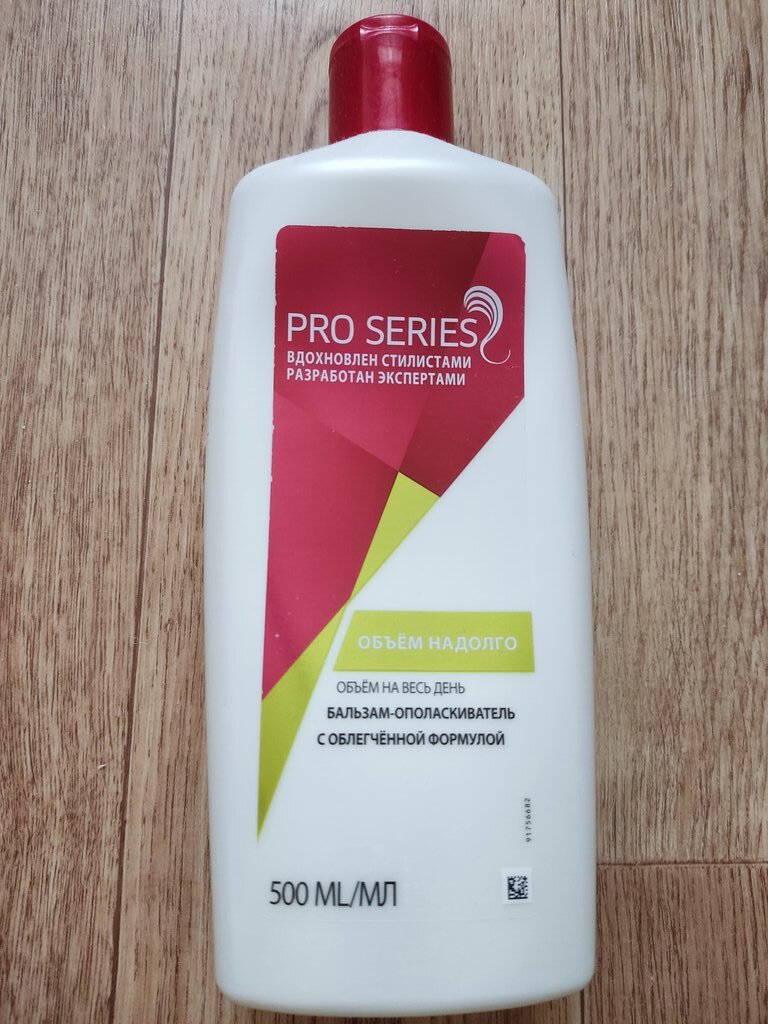 PRO SERIES
ВДОХНОВЛЕН СТИЛИСТАМИ
РАЗРАБОТАН ЭКСПЕРТАМИ
ОБЪЁМ НАДОЛГО
ОБЪЁМ НА ВЕСЬ ДЕНЬ
БАЛЬЗАМ-ОПОЛАСКИВАТЕЛЬ
С ОБЛЕГЧЁННОЙ ФОРМУЛОЙ
91756682
500 ML/МЛ